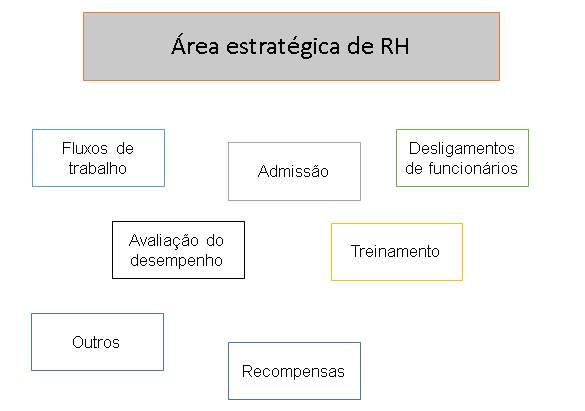 Área estratégica de RH
Fluxos de
trabalho
Admissão
Desligamentos
de funcionários
Avaliação do
desempenho
Treinamento
Outros
Recompensas